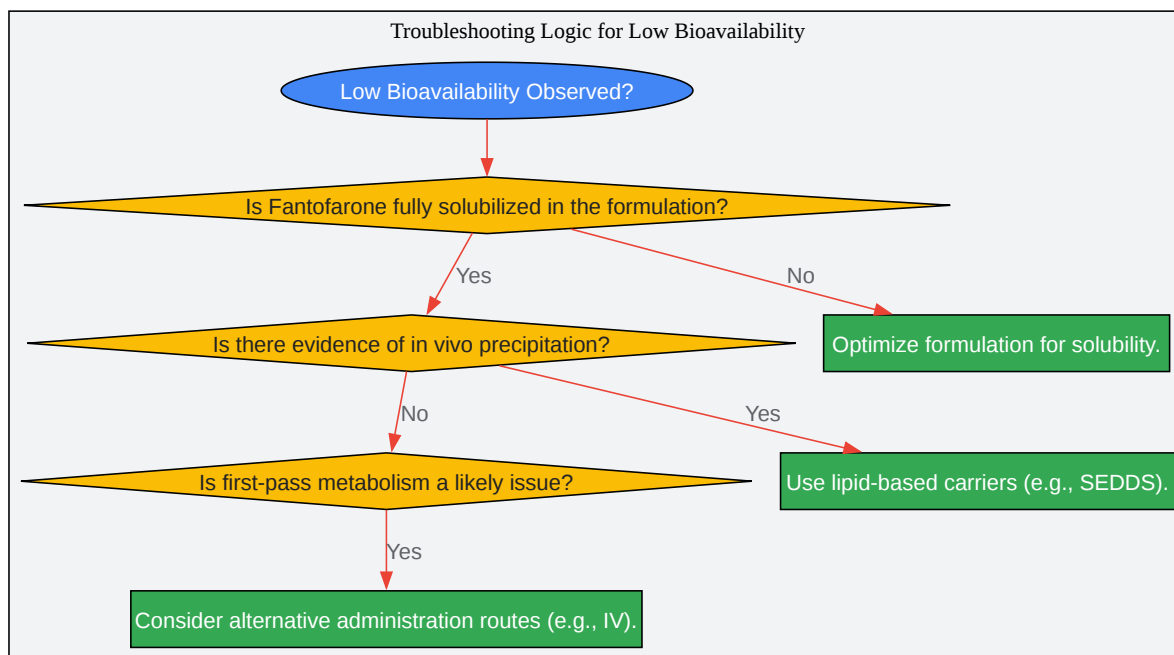 Troubleshooting Logic for Low Bioavailability
Low Bioavailability Observed?
Is Fantofarone fully solubilized in the formulation?
Yes
No
Is there evidence of in vivo precipitation?
Optimize formulation for solubility.
No
Yes
Is first-pass metabolism a likely issue?
Use lipid-based carriers (e.g., SEDDS).
Yes
Consider alternative administration routes (e.g., IV).